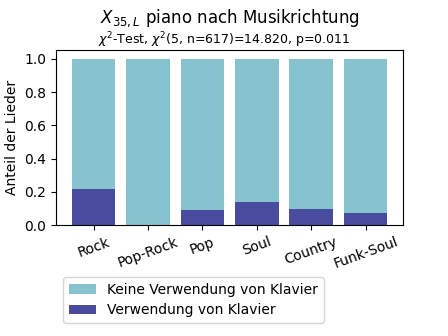 X₃₅,L piano nach Musikrichtung
χ²-Test, χ²(5, n=617)=14.820, p=0.011
Anteil der Lieder
1.0
0.8
0.6
0.4
0.2
0.0
Rock Pop-Rock Pop Soul Country Funk-Soul
Keine Verwendung von Klavier
Verwendung von Klavier